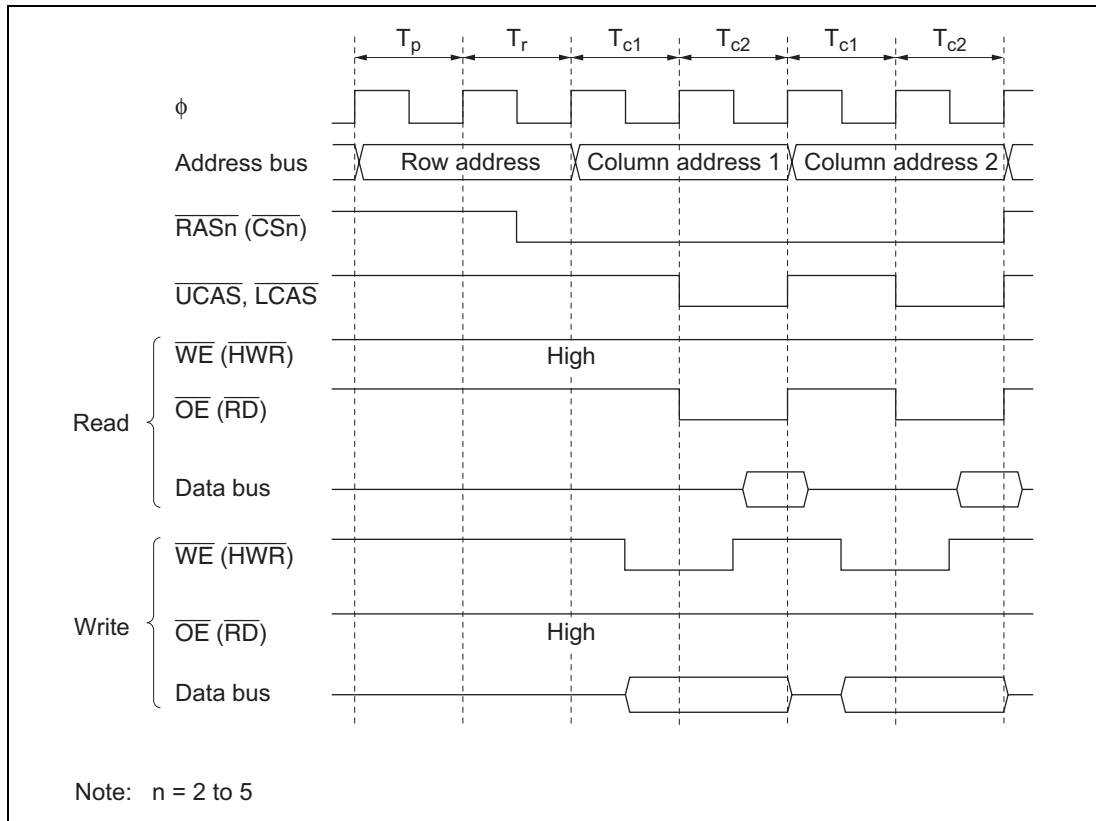 Tp Tr Tc1 Tc2 Tc1 Tc2
ϕ
Address bus Row address Column address 1 Column address 2
RASn (CSn)
UCAS, LCAS
WE (HWR) High
Read
OE (RD)
Data bus
WE (HWR)
Write
OE (RD) High
Data bus
Note: n = 2 to 5